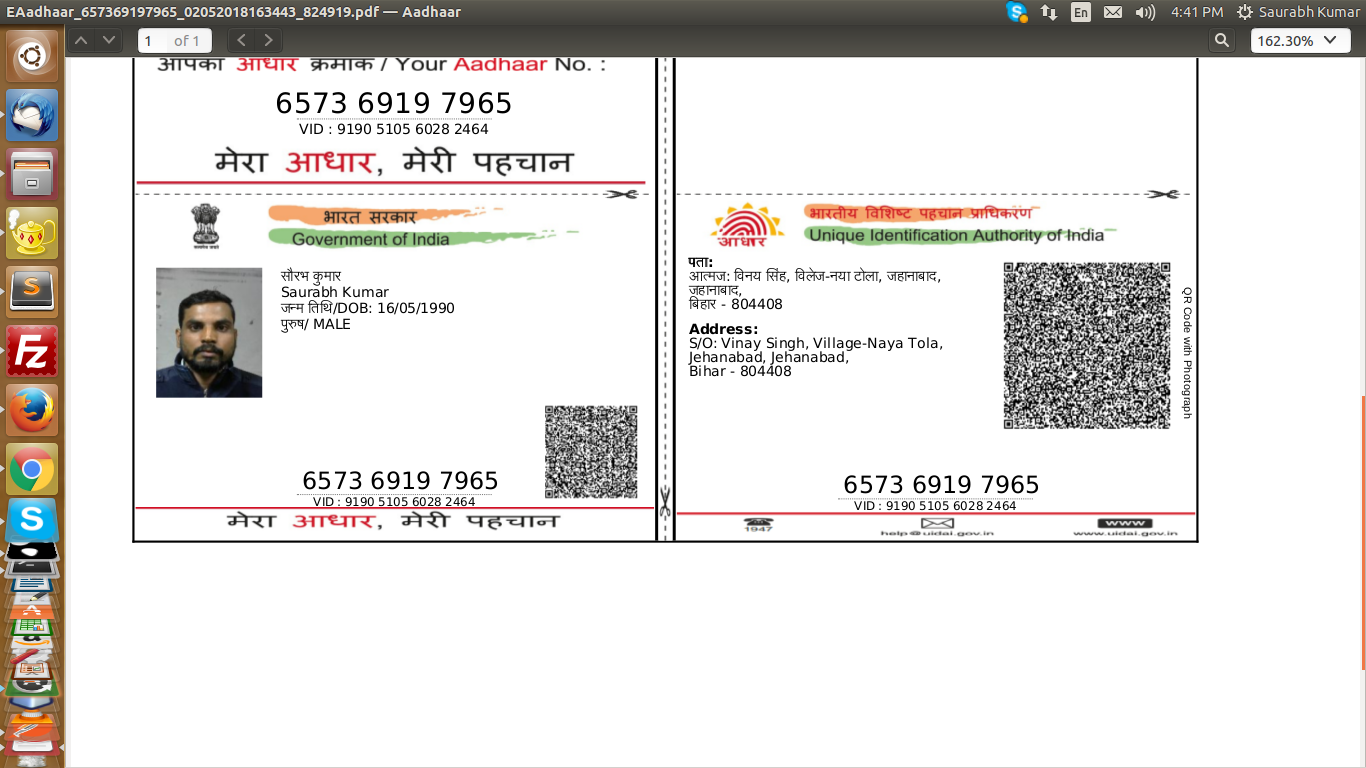 EAadhaar_657369197965_02052018163443_824919.pdf — Aadhaar
En
4:41 PM
Saurabh Kumar
1 of 1
162.30%
आपका आधार क्रमांक / Your Aadhaar No. :
6573 6919 7965
VID : 9190 5105 6028 2464
मेरा आधार, मेरी पहचान
भारत सरकार
Government of India
सौरभ कुमार
Saurabh Kumar
जन्म तिथि/DOB: 16/05/1990
पुरुष/ MALE
6573 6919 7965
VID : 9190 5105 6028 2464
मेरा आधार, मेरी पहचान
आधार
भारतीय विशिष्ट पहचान प्राधिकरण
Unique Identification Authority of India
पता:
आत्मज: विनय सिंह, विलेज-नया टोला, जहानाबाद,
जहानाबाद,
बिहार - 804408
Address:
S/O: Vinay Singh, Village-Naya Tola,
Jehanabad, Jehanabad,
Bihar - 804408
QR Code with Photograph
6573 6919 7965
VID : 9190 5105 6028 2464
1947
help@uidai.gov.in
www
www.uidai.gov.in